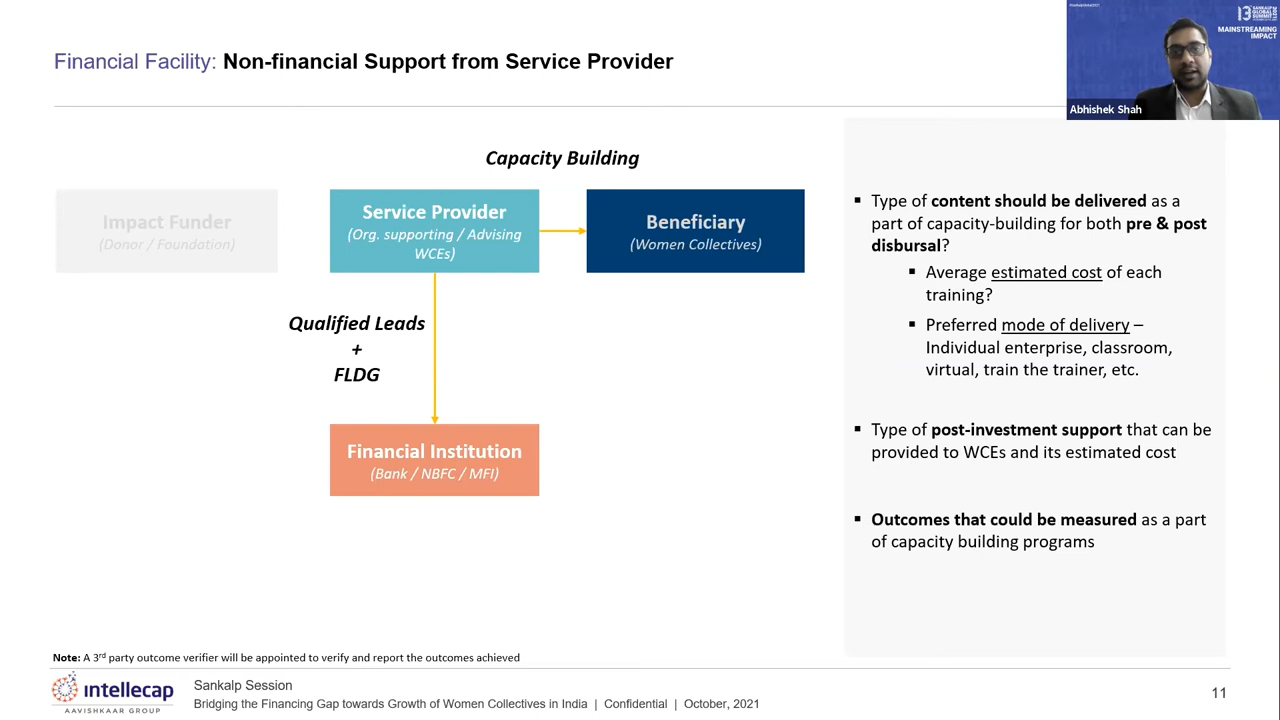 13 SANKALP
GLOBAL
SUMMIT
MAINSTREAMING
IMPACT
Abhishek Shah
Financial Facility: Non-financial Support from Service Provider
Capacity Building
Impact Funder
(Donor / Foundation)
Service Provider
(Org. supporting / Advising
WCEs)
Beneficiary
(Women Collectives)
Qualified Leads
+
FLDG
Financial Institution
(Bank / NBFC / MFI)
▪ Type of content should be delivered as a
part of capacity-building for both pre & post
disbursal?
▪ Average estimated cost of each
training?
▪ Preferred mode of delivery –
Individual enterprise, classroom,
virtual, train the trainer, etc.
▪ Type of post-investment support that can be
provided to WCEs and its estimated cost
▪ Outcomes that could be measured as a part
of capacity building programs
Note: A 3rd party outcome verifier will be appointed to verify and report the outcomes achieved
intellecap
AAVISHKAAR GROUP
Sankalp Session
Bridging the Financing Gap towards Growth of Women Collectives in India | Confidential | October, 2021
11